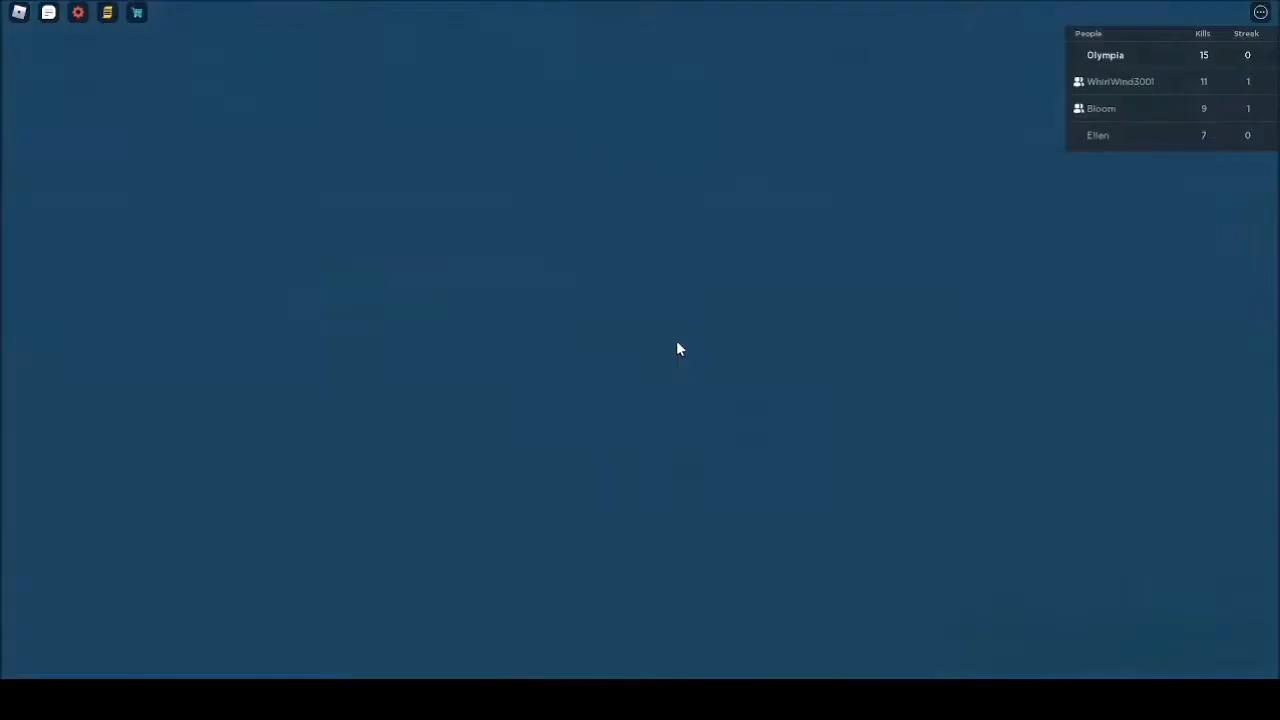 People Kills Streak
Olympia 15 0
WhirlWind3001 11 1
Bloom 9 1
Ellen 7 0